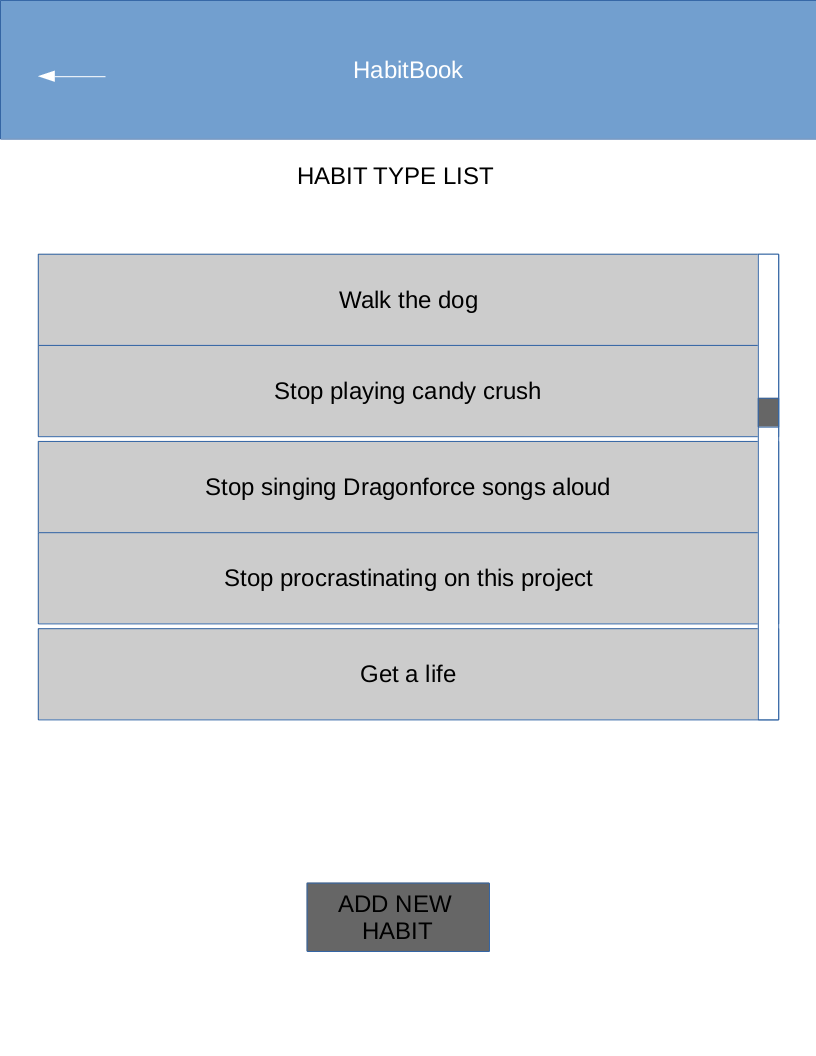 HabitBook
HABIT TYPE LIST
Walk the dog
Stop playing candy crush
Stop singing Dragonforce songs aloud
Stop procrastinating on this project
Get a life
ADD NEW
HABIT